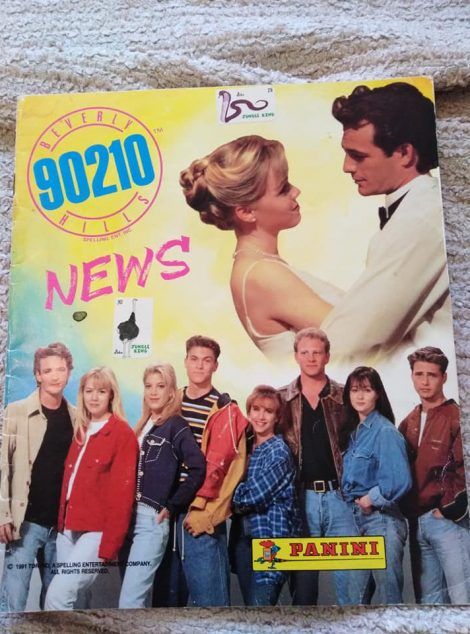 JUNGLE KING
BEVERLY
90210
TM
HILLS
SPELLING ENT. INC.
NEWS
JUNGLE
KING
PANINI
© 1991 A SPELLING ENTERTAINMENT COMPANY.
ALL RIGHTS RESERVED.